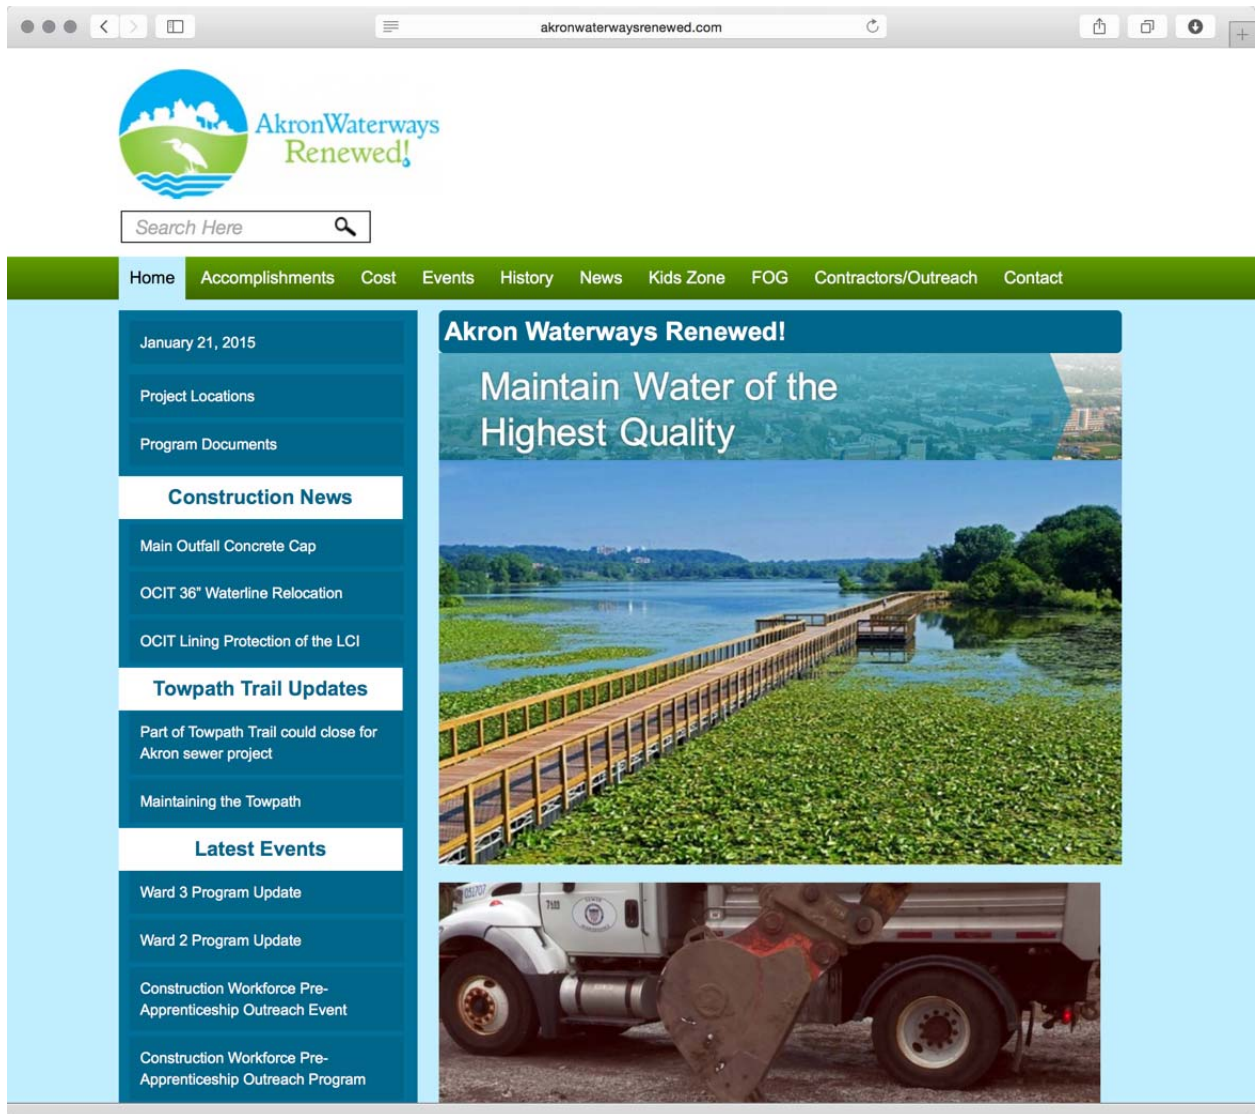 akronwaterwaysrenewed.com
AkronWaterways
Renewed!
Search Here
Home Accomplishments Cost Events History News Kids Zone FOG Contractors/Outreach Contact
January 21, 2015
Project Locations
Program Documents
Construction News
Main Outfall Concrete Cap
OCIT 36" Waterline Relocation
OCIT Lining Protection of the LCI
Towpath Trail Updates
Part of Towpath Trail could close for
Akron sewer project
Maintaining the Towpath
Latest Events
Ward 3 Program Update
Ward 2 Program Update
Construction Workforce Pre-
Apprenticeship Outreach Event
Construction Workforce Pre-
Apprenticeship Outreach Program
Akron Waterways Renewed!
Maintain Water of the
Highest Quality